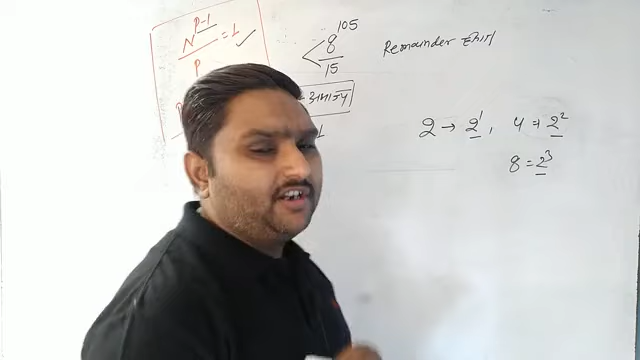 N^(P-1) / P = 1 ✓
8^105 / 15
Remainder
2 → 2^1, 4 → 2^2
8 = 2^3